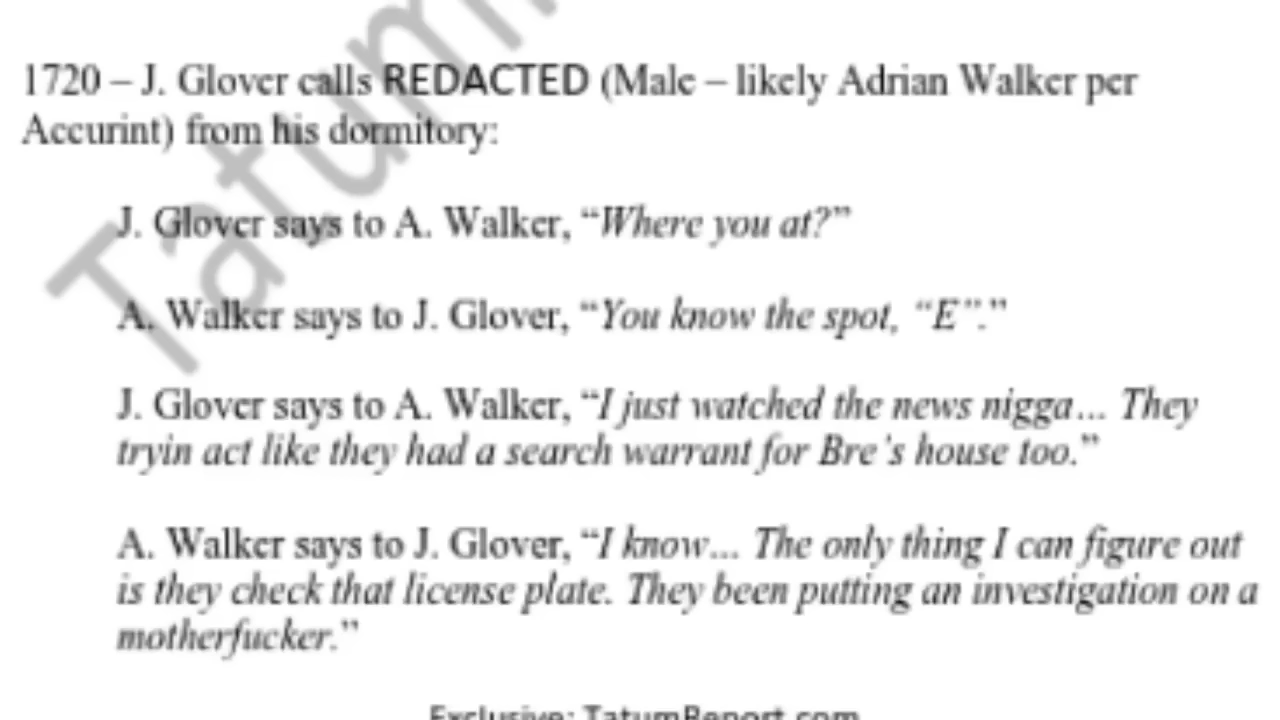 1720 – J. Glover calls REDACTED (Male – likely Adrian Walker per
Accurint) from his dormitory:
J. Glover says to A. Walker, “Where you at?”
A. Walker says to J. Glover, “You know the spot, “E”.”
J. Glover says to A. Walker, “I just watched the news nigga… They
tryin act like they had a search warrant for Bre’s house too.”
A. Walker says to J. Glover, “I know… The only thing I can figure out
is they check that license plate. They been putting an investigation on a
motherfucker.”
Exclusive: TatumReport.com
Tatum